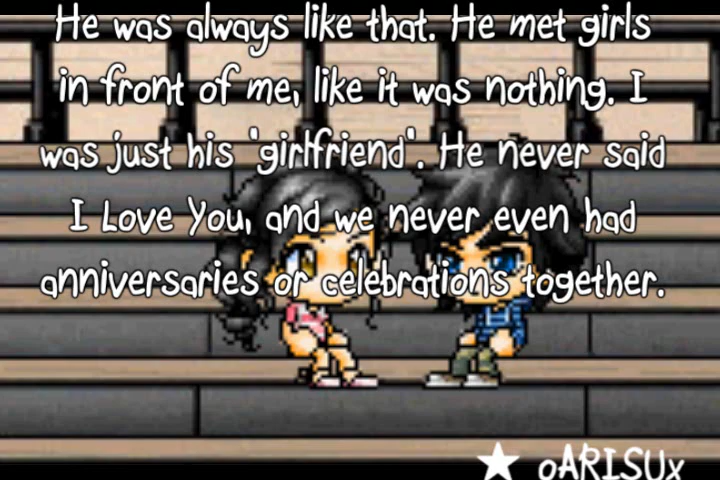 He was always like that. He met girls
in front of me, like it was nothing. I
was just his 'girlfriend'. He never said
I Love You, and we never even had
anniversaries or celebrations together.
★ oARISUx